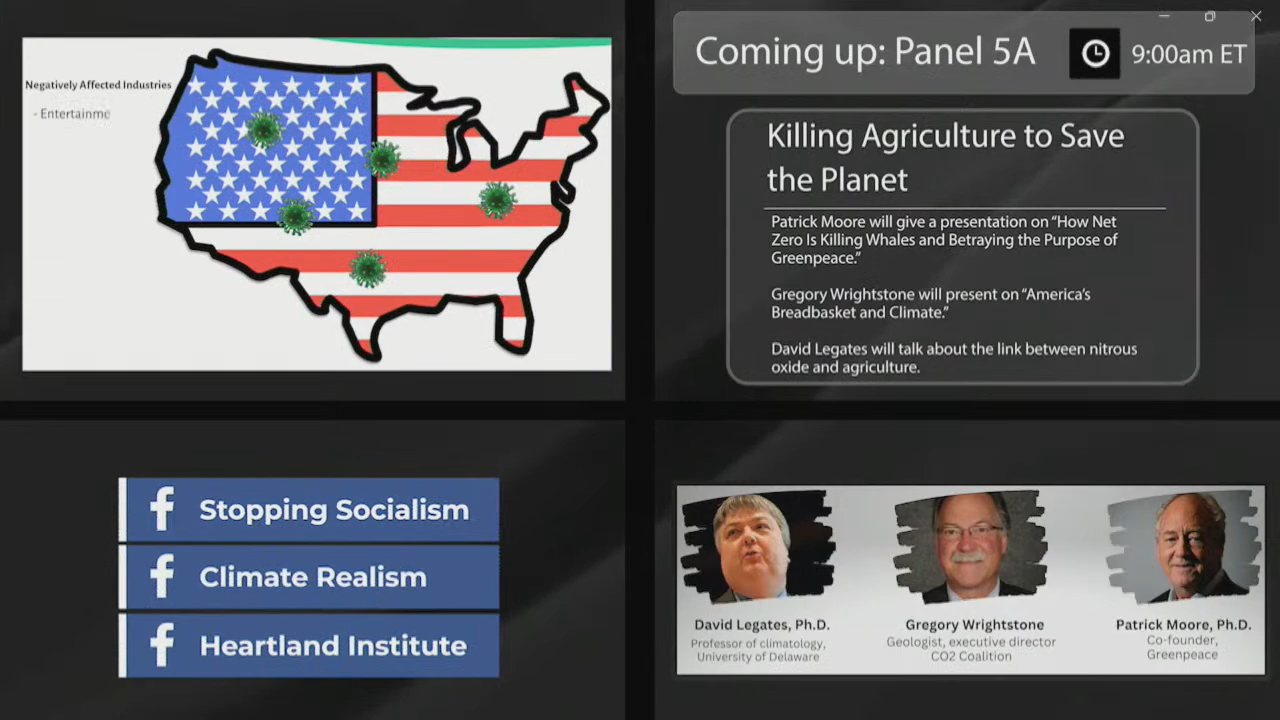 Negatively Affected Industries
- Entertainme
Coming up: Panel 5A
9:00am ET
Killing Agriculture to Save
the Planet
Patrick Moore will give a presentation on “How Net
Zero Is Killing Whales and Betraying the Purpose of
Greenpeace.”
Gregory Wrightstone will present on “America’s
Breadbasket and Climate.”
David Legates will talk about the link between nitrous
oxide and agriculture.
f Stopping Socialism
f Climate Realism
f Heartland Institute
David Legates, Ph.D.
Professor of climatology,
University of Delaware
Gregory Wrightstone
Geologist, executive director
CO2 Coalition
Patrick Moore, Ph.D.
Co-founder,
Greenpeace